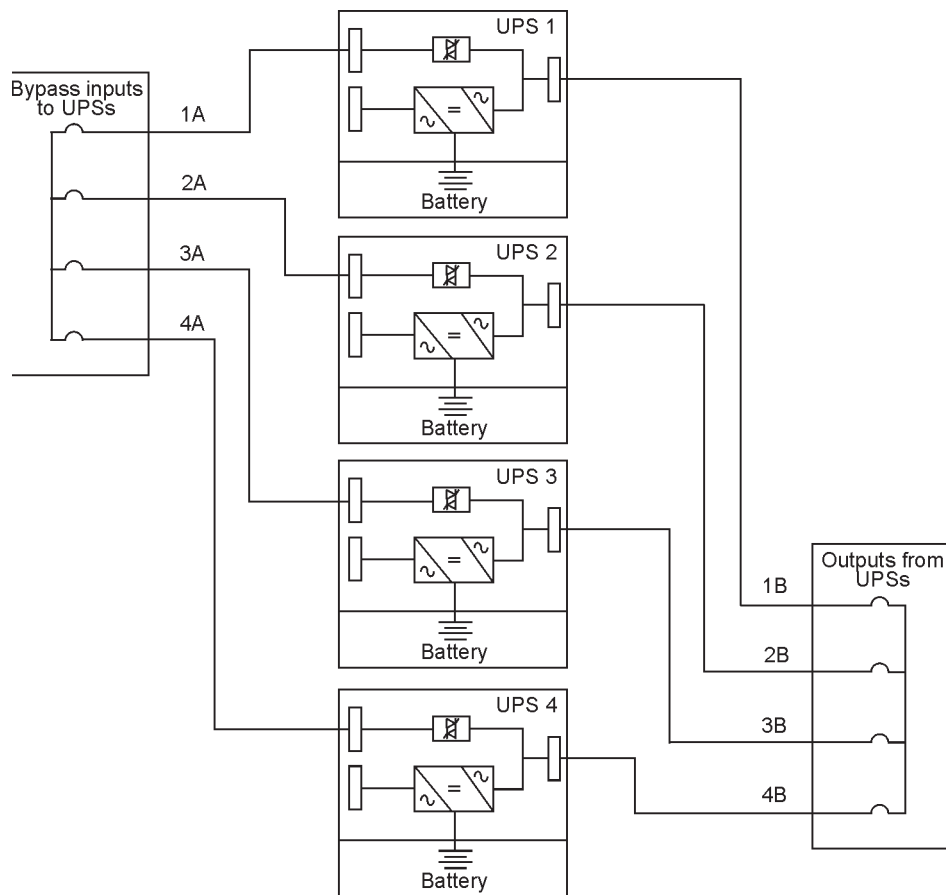 UPS 1
Bypass inputs
to UPSs
1A
Battery
2A
UPS 2
3A
4A
Battery
UPS 3
Outputs from
UPSs
1B
Battery
2B
UPS 4
3B
4B
Battery